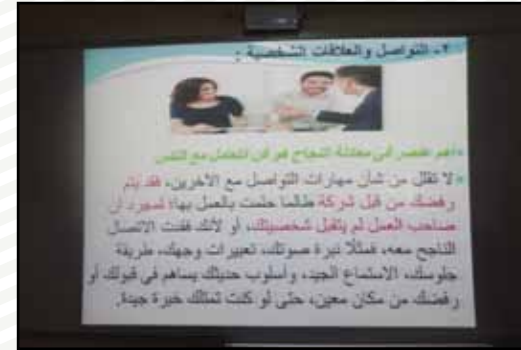 ٢- التواصل والعلاقات الشخصية :
•أهم عنصر في معادلة النجاح هو فن التعامل مع الناس
• لا تقلل من شأن مهارات التواصل مع الاخرين، فقد يتم
رفضك من قبل شركة طالما حلمت بالعمل بها؛ لمجرد أن
صاحب العمل لم يتقبل شخصيتك، أو لأنك فقدت الاتصال
الناجح معه، فمثلًا نبرة صوتك، تعبيرات وجهك، طريقة
جلوسك، الاستماع الجيد، وأسلوب حديثك يساهم في قبولك أو
رفضك من مكان معين، حتى لو كنت تمتلك خبرة جيدة.